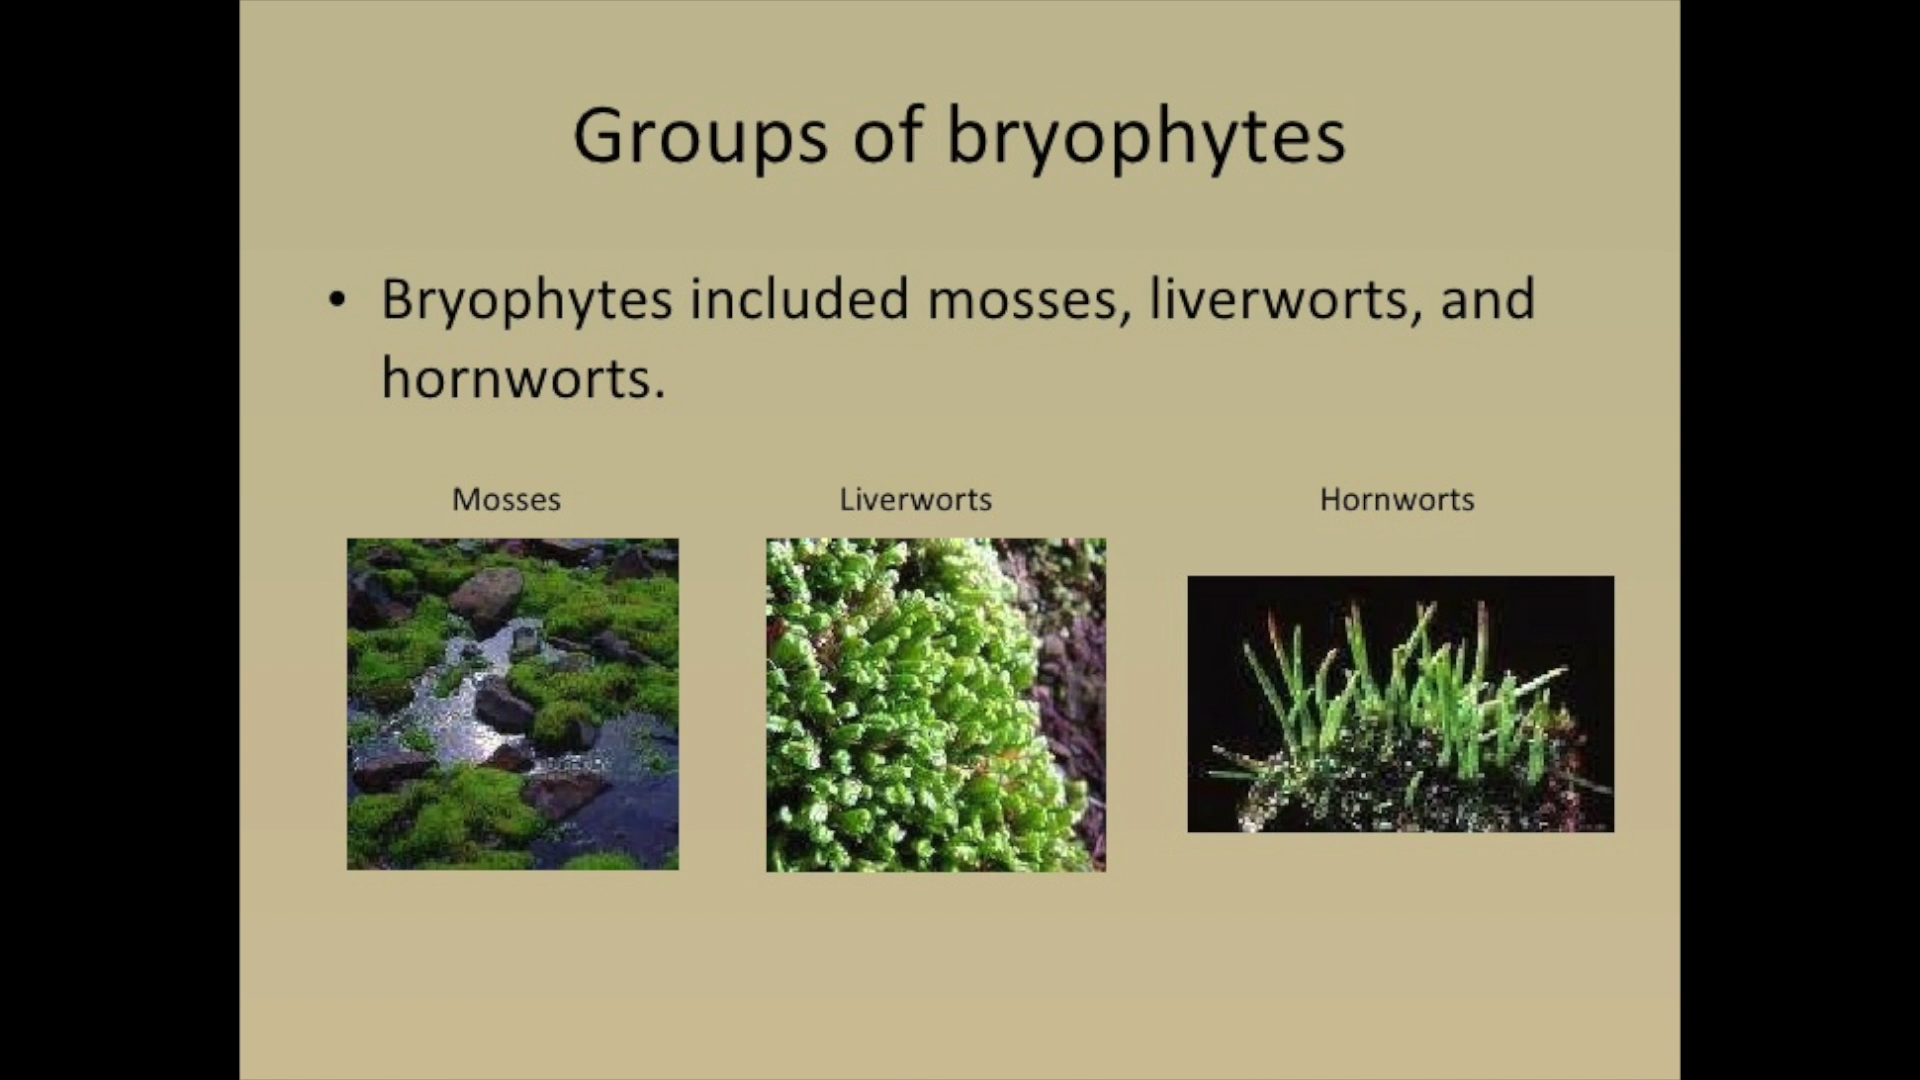 Groups of bryophytes
• Bryophytes included mosses, liverworts, and
hornworts.
Mosses
Liverworts
Hornworts